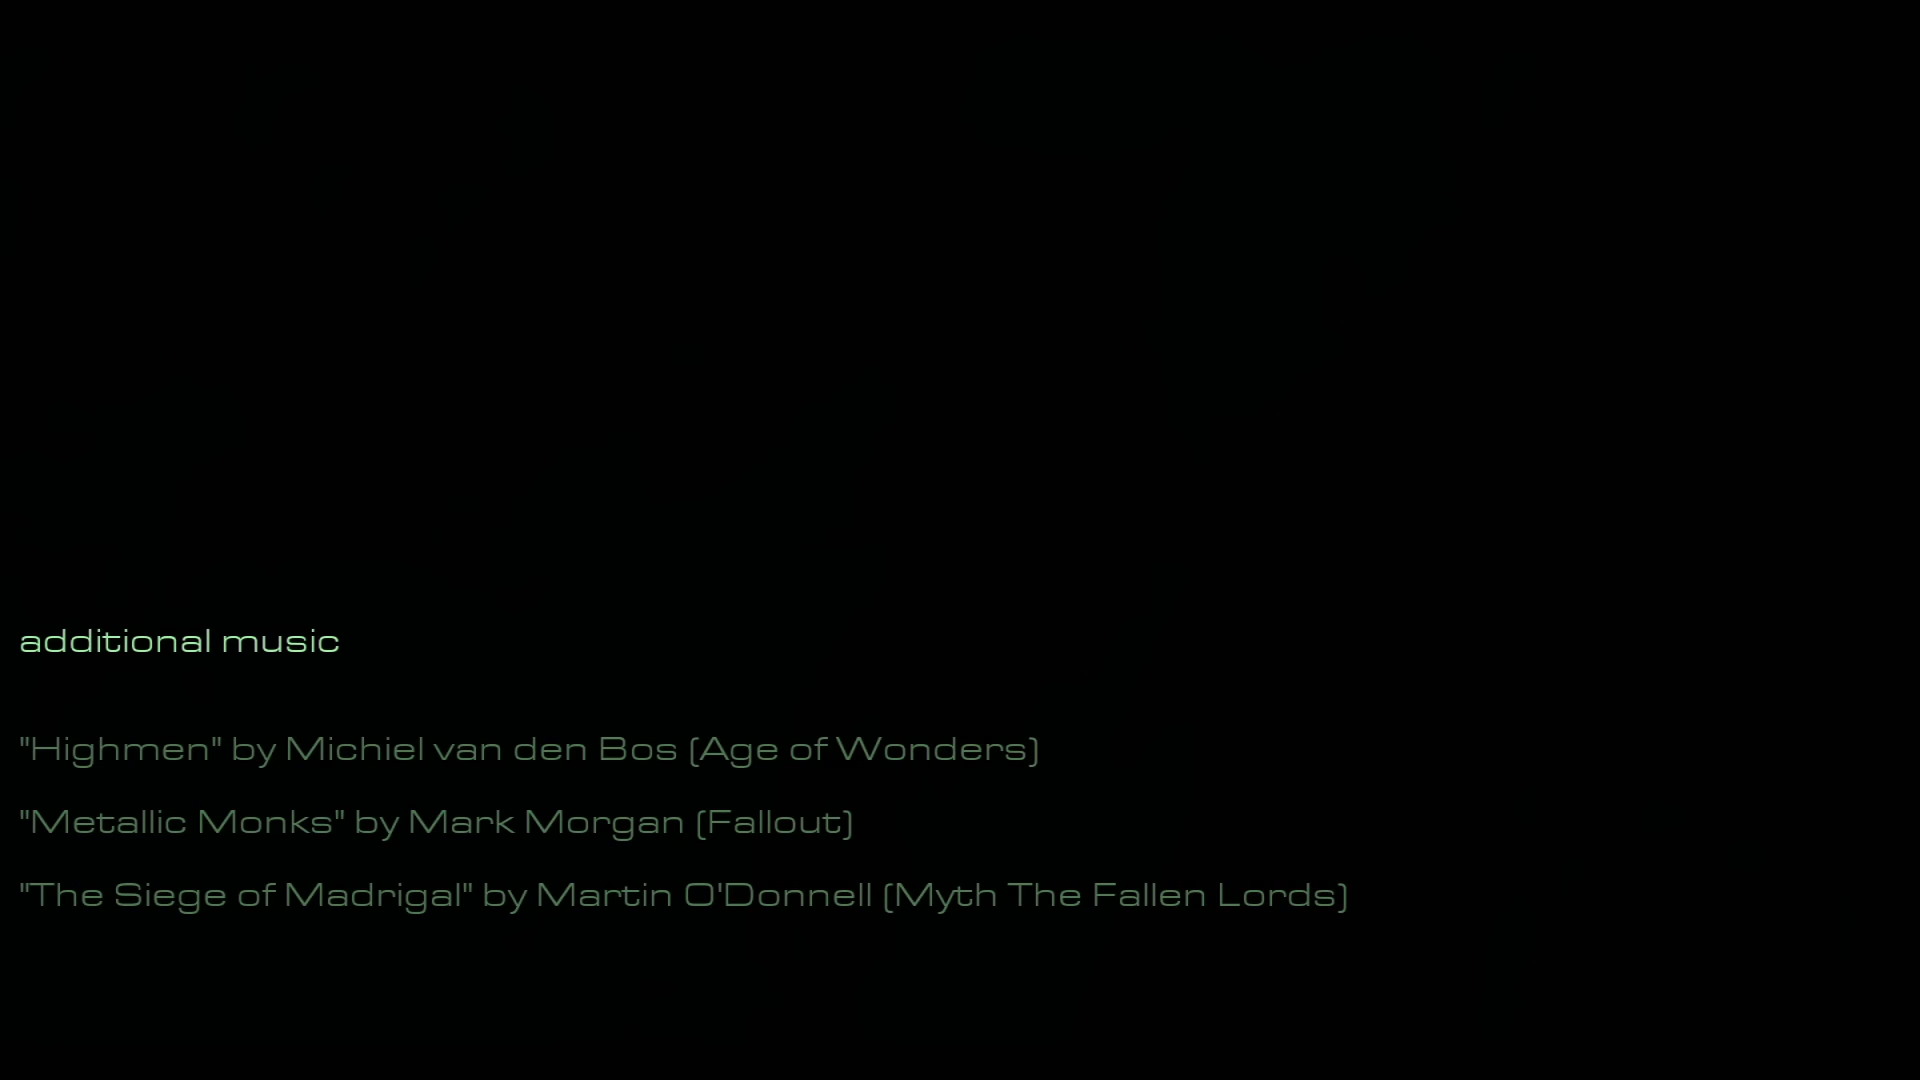 additional music
"Highmen" by Michiel van den Bos (Age of Wonders)
"Metallic Monks" by Mark Morgan (Fallout)
"The Siege of Madrigal" by Martin O'Donnell (Myth The Fallen Lords)